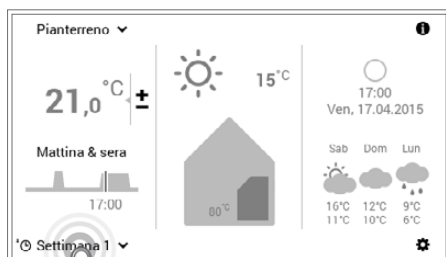 Pianterreno
21,0 °C ±
Mattina & sera
17:00
Settimana 1
15°C
80°C
17:00
Ven, 17.04.2015
Sab Dom Lun
16°C 12°C 9°C
11°C 10°C 6°C